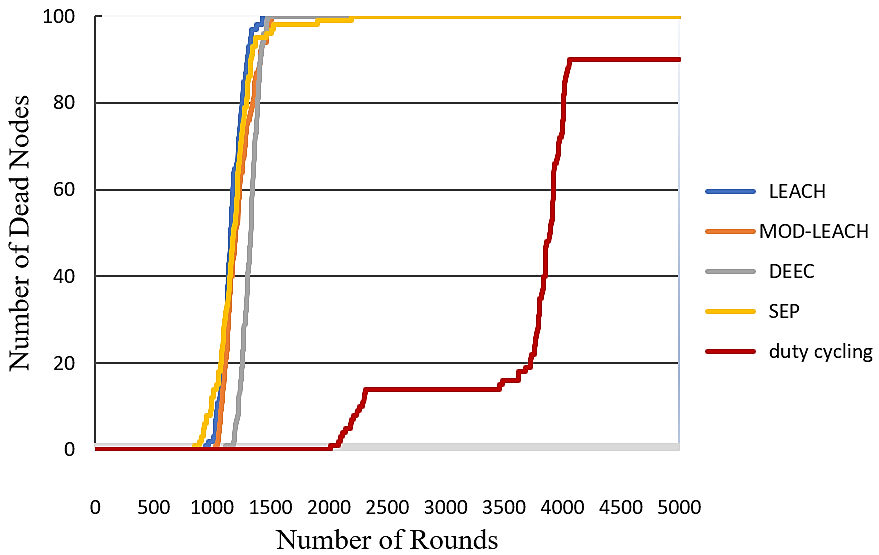 100
80
60
40
20
0
Number of Dead Nodes
0 500 1000 1500 2000 2500 3000 3500 4000 4500 5000
Number of Rounds
LEACH
MOD-LEACH
DEEC
SEP
duty cycling